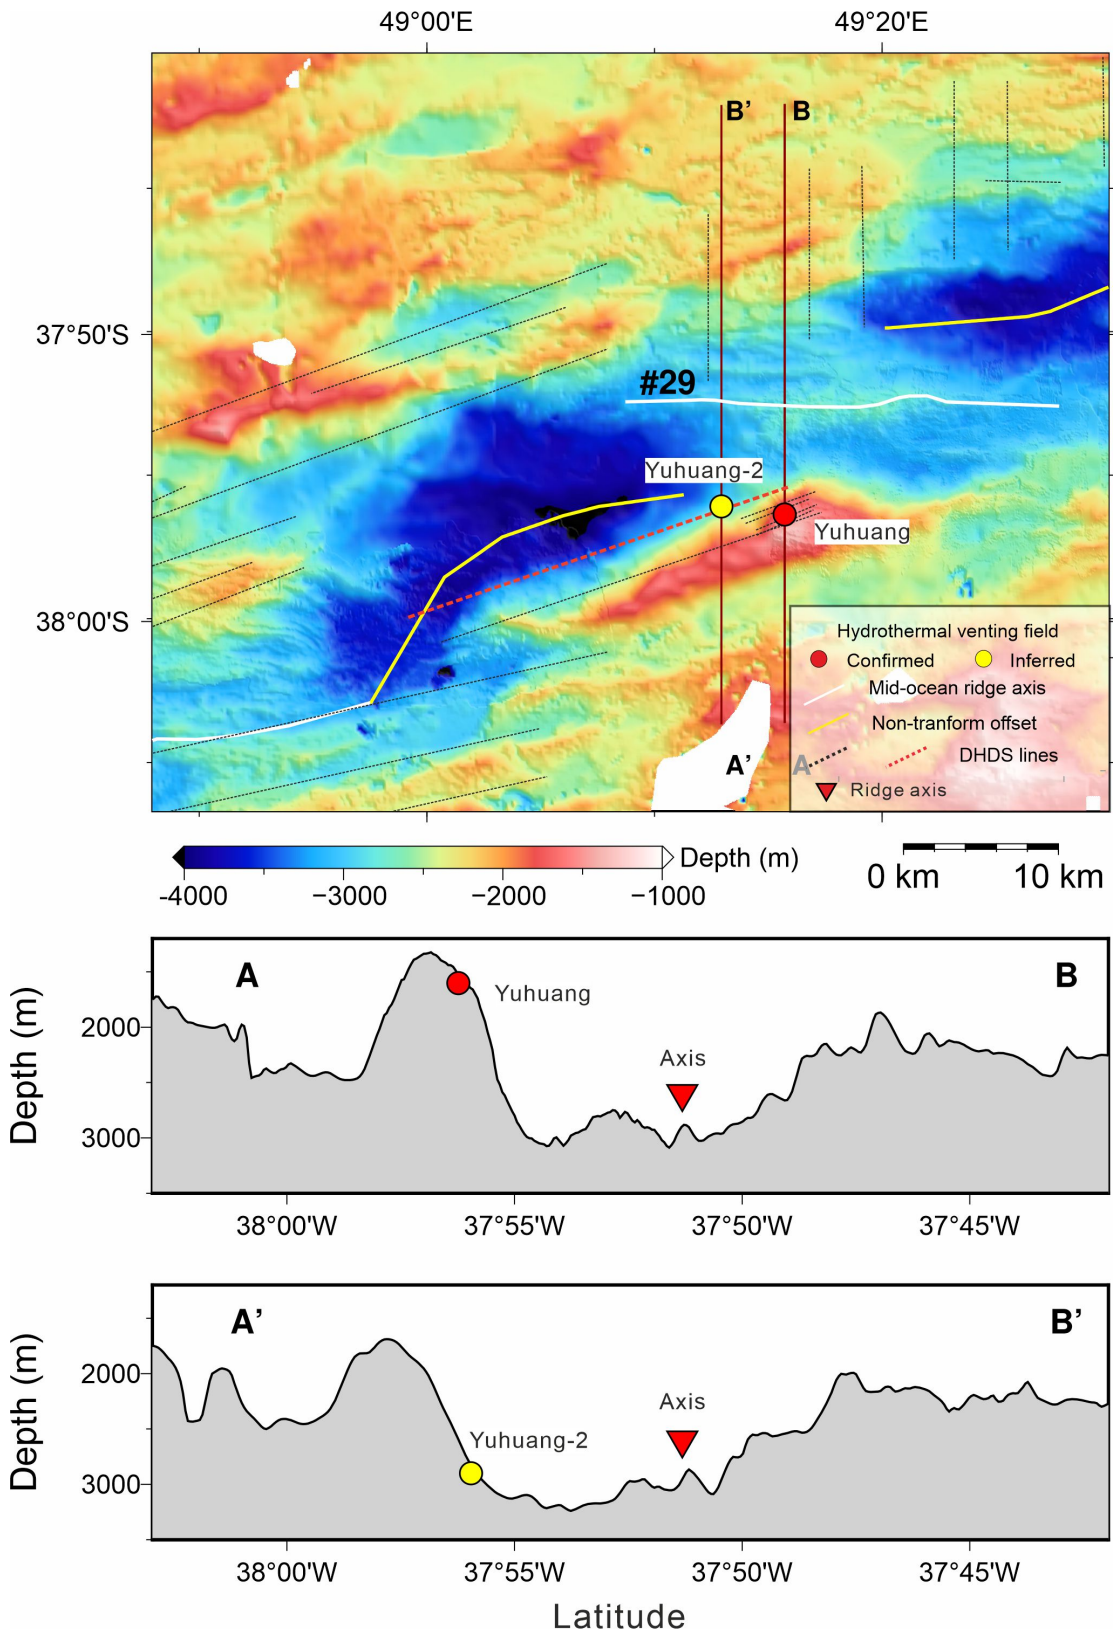 49°00'E 49°20'E
B’ B
37°50'S
#29
Yuhuang-2
Yuhuang
38°00'S
Hydrothermal venting field
Confirmed Inferred
Mid-ocean ridge axis
Non-tranform offset
DHDS lines
Ridge axis
A’ A
-4000 −3000 −2000 −1000 Depth (m)
0 km 10 km
A B
Yuhuang
Axis
Depth (m)
2000
3000
38°00'W 37°55'W 37°50'W 37°45'W
A’ B’
Axis
Yuhuang-2
Depth (m)
2000
3000
38°00'W 37°55'W 37°50'W 37°45'W
Latitude